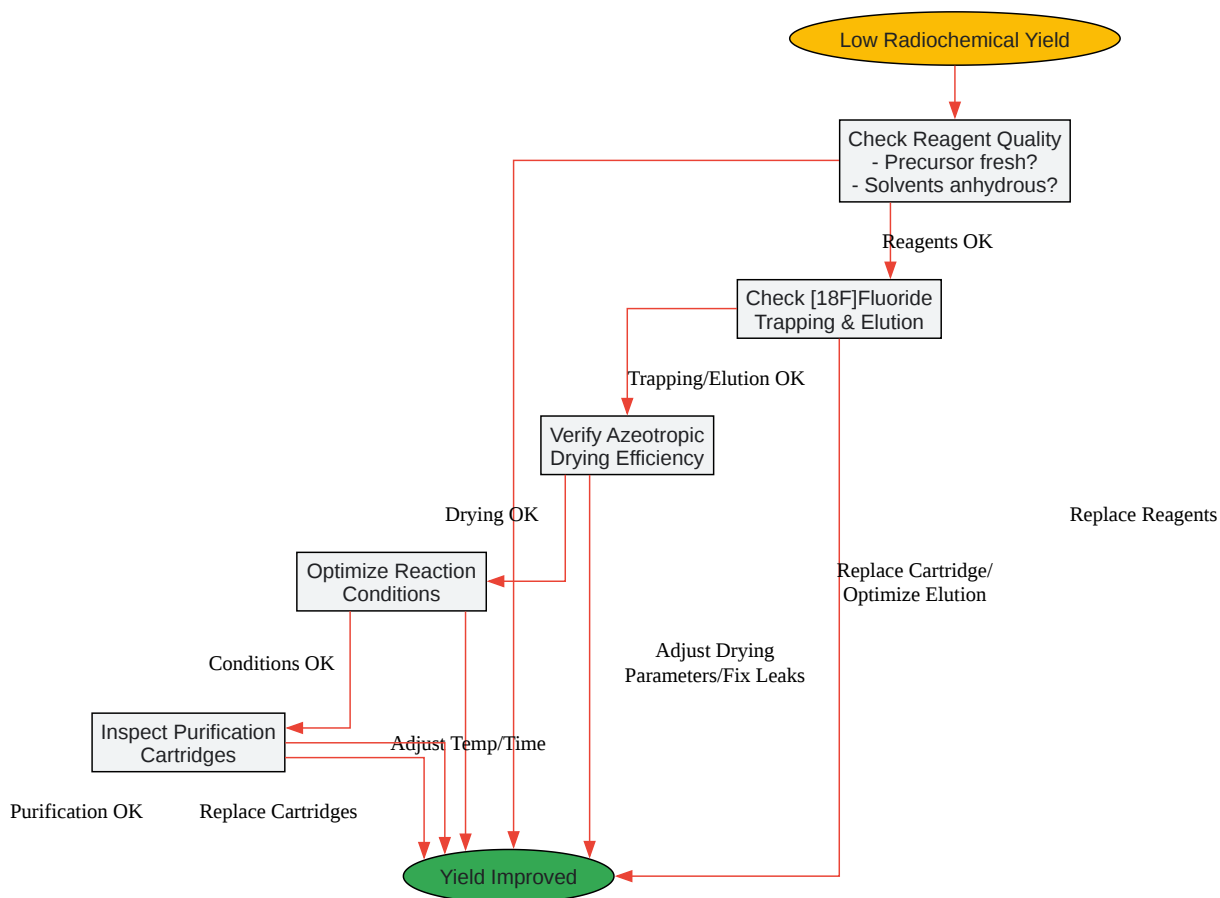 Low Radiochemical Yield
Check Reagent Quality
- Precursor fresh?
- Solvents anhydrous?
Reagents OK
Check [18F]Fluoride
Trapping & Elution
Trapping/Elution OK
Verify Azeotropic
Drying Efficiency
Drying OK
Replace Reagents
Optimize Reaction
Conditions
Replace Cartridge/
Optimize Elution
Conditions OK
Adjust Drying
Parameters/Fix Leaks
Inspect Purification
Cartridges
Adjust Temp/Time
Purification OK
Replace Cartridges
Yield Improved